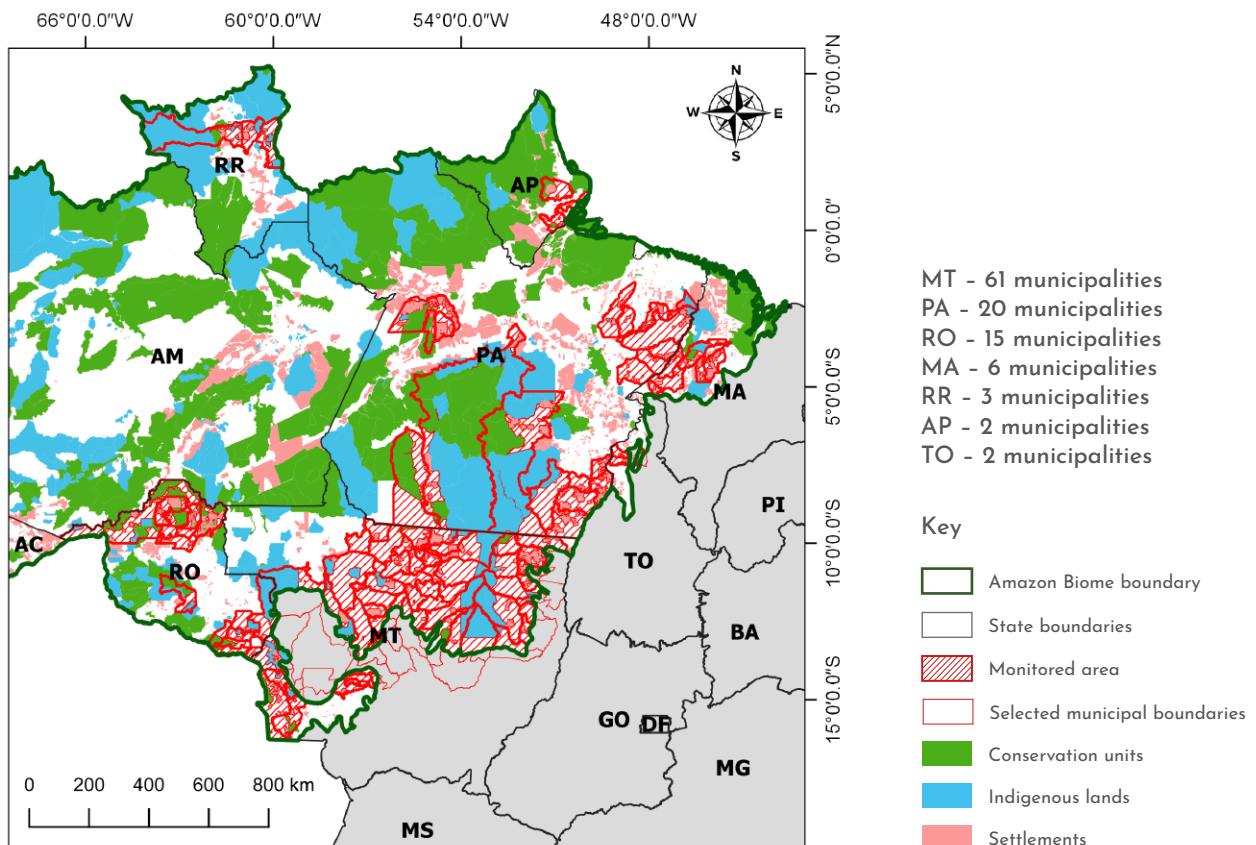 66°0'0.0"W 60°0'0.0"W 54°0'0.0"W 48°0'0.0"W
5°0'0.0"N
0°0'0.0"
5°0'0.0"S
10°0'0.0"S
15°0'0.0"S
N
W E
S
RR
AP
AM
PA
MA
PI
AC
RO
TO
BA
MT
GO
DF
MG
MS
0 200 400 600 800 km
MT – 61 municipalities
PA – 20 municipalities
RO – 15 municipalities
MA – 6 municipalities
RR – 3 municipalities
AP – 2 municipalities
TO – 2 municipalities
Key
Amazon Biome boundary
State boundaries
Monitored area
Selected municipal boundaries
Conservation units
Indigenous lands
Settlements